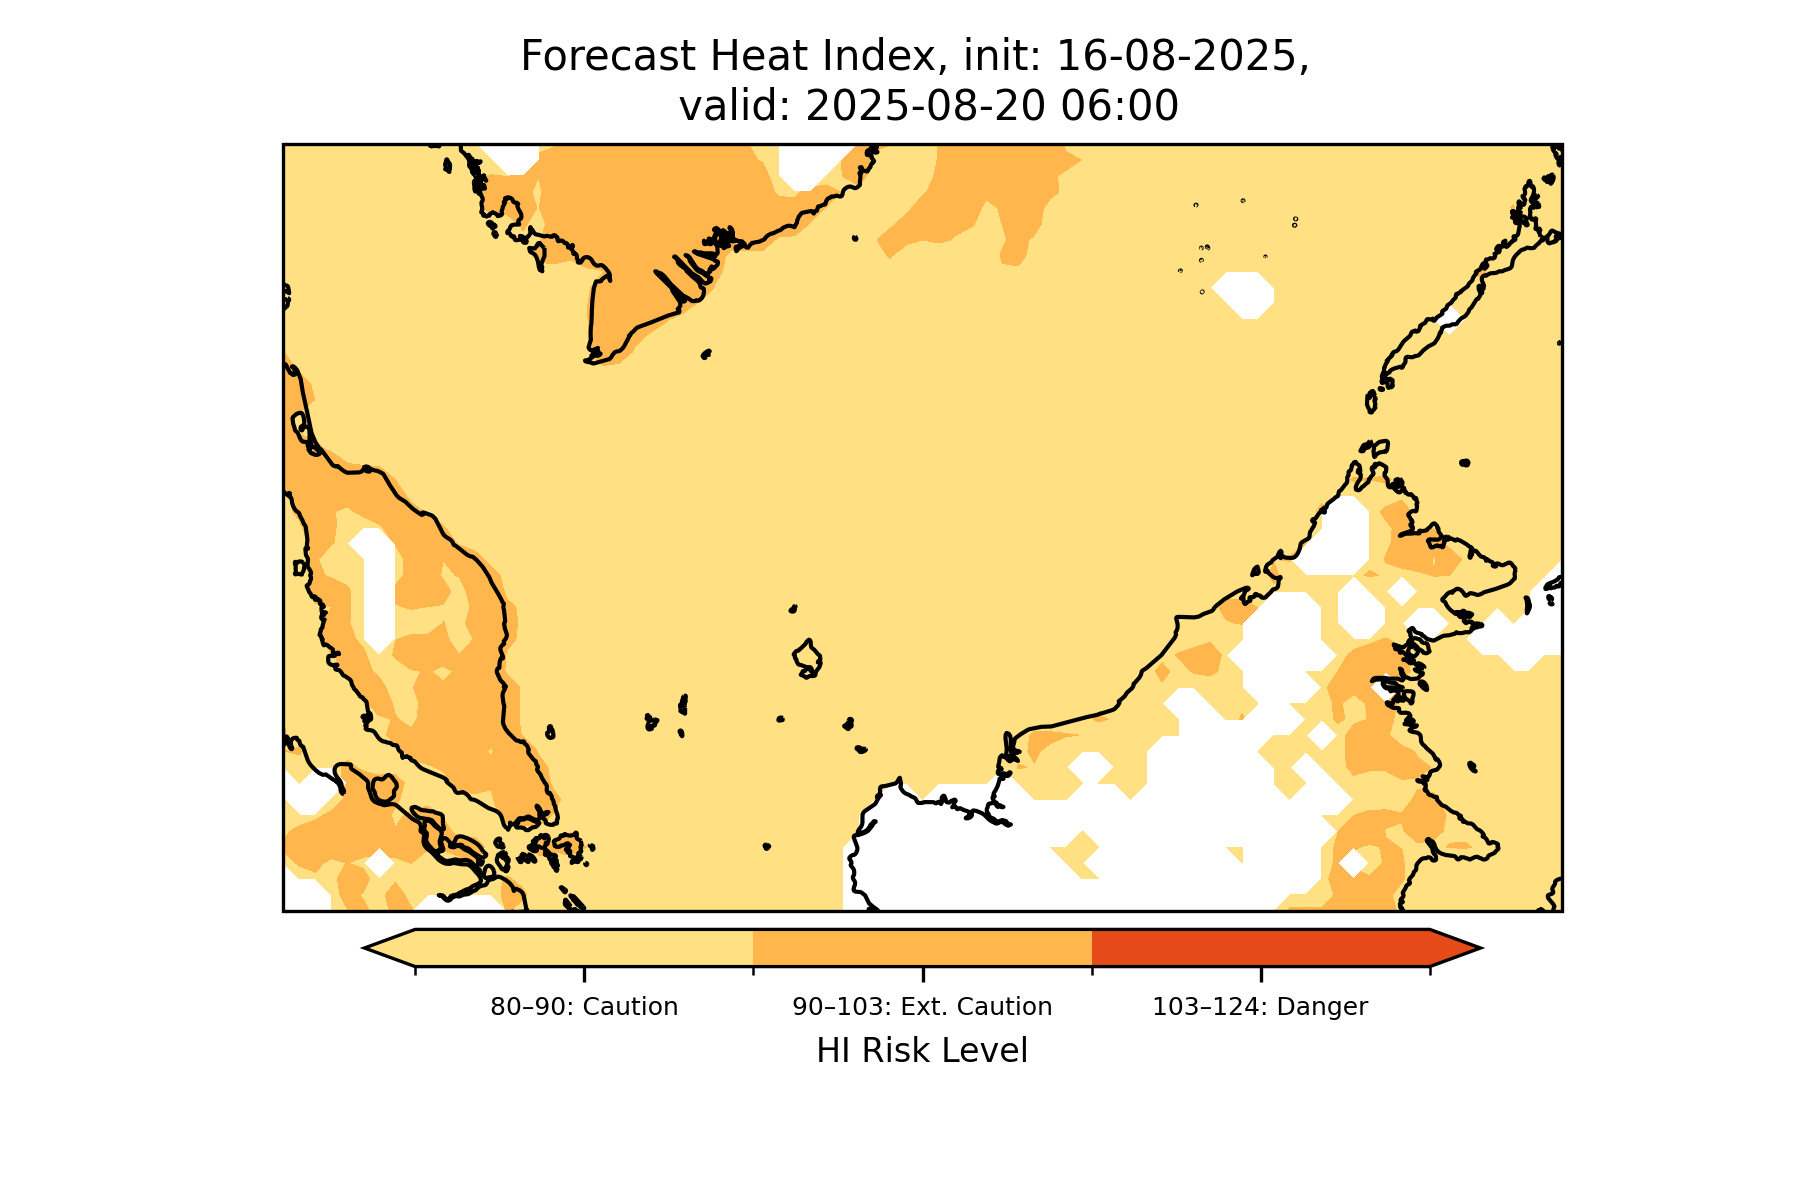 Forecast Heat Index, init: 16-08-2025,
valid: 2025-08-20 06:00
80–90: Caution
90–103: Ext. Caution
103–124: Danger
HI Risk Level